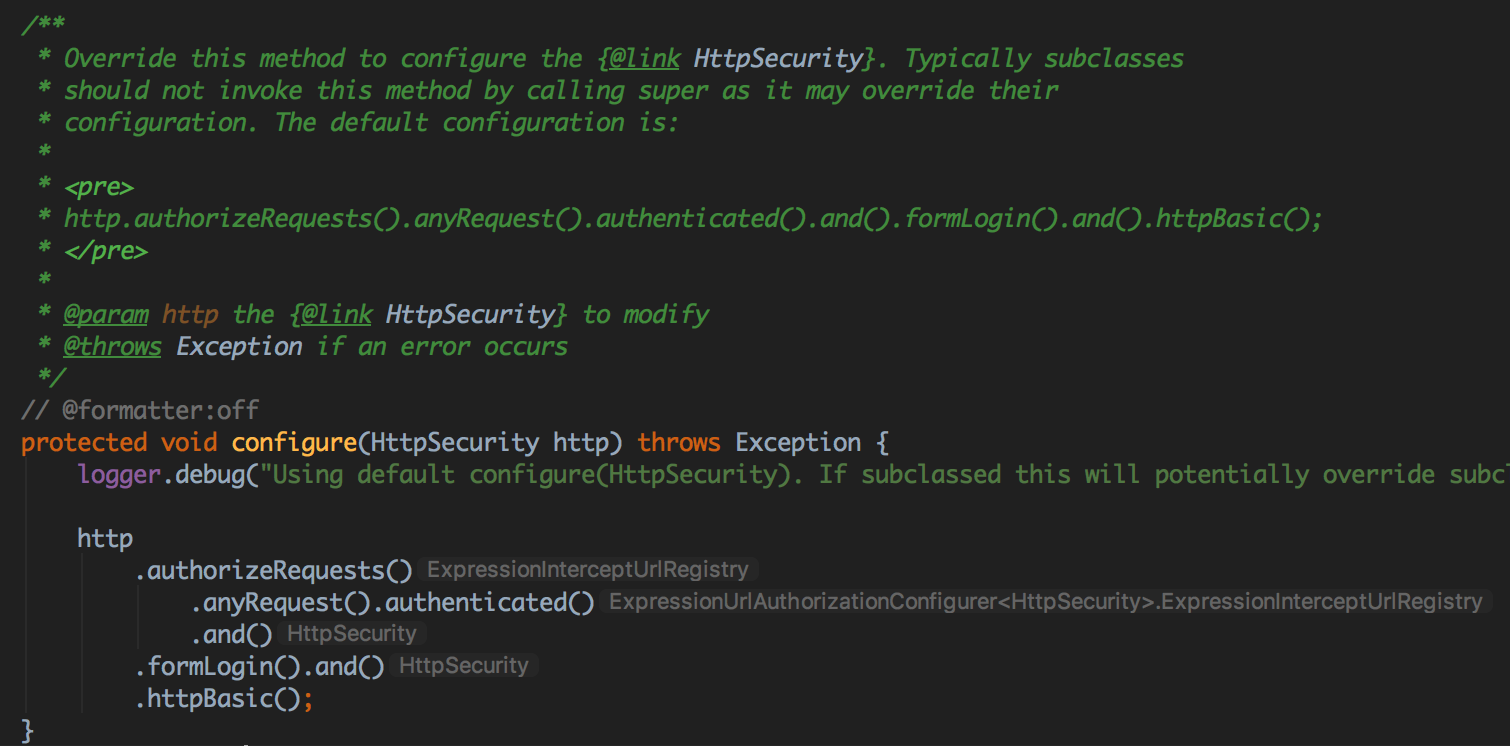 /**
 * Override this method to configure the {@link HttpSecurity}. Typically subclasses
 * should not invoke this method by calling super as it may override their
 * configuration. The default configuration is:
 *
 * <pre>
 * http.authorizeRequests().anyRequest().authenticated().and().formLogin().and().httpBasic();
 * </pre>
 *
 * @param http the {@link HttpSecurity} to modify
 * @throws Exception if an error occurs
 */
// @formatter:off
protected void configure(HttpSecurity http) throws Exception {
    logger.debug("Using default configure(HttpSecurity). If subclassed this will potentially override subcl

    http
        .authorizeRequests() ExpressionInterceptUrlRegistry
            .anyRequest().authenticated() ExpressionUrlAuthorizationConfigurer<HttpSecurity>.ExpressionInterceptUrlRegistry
            .and() HttpSecurity
        .formLogin().and() HttpSecurity
        .httpBasic();
}